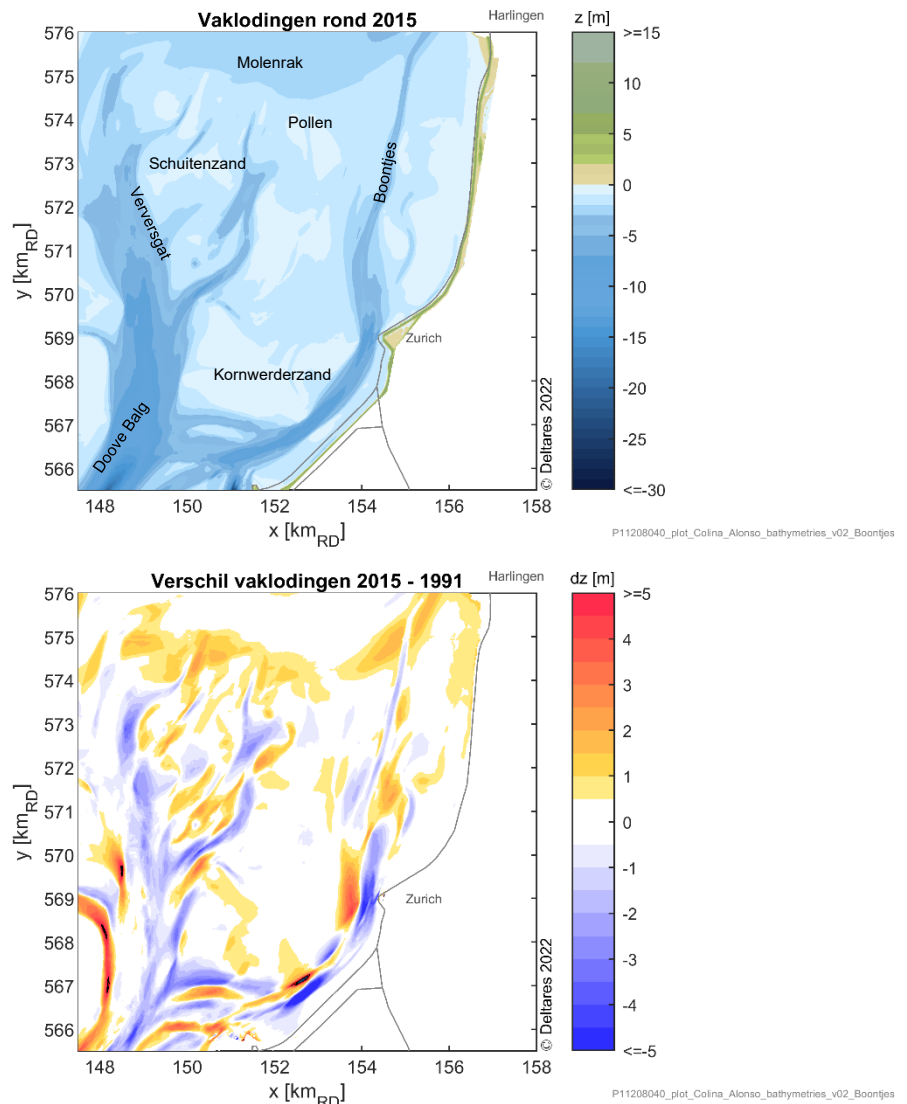 Vaklodingen rond 2015
Harlingen
z [m]
576
575
574
573
572
571
570
569
568
567
566
y [km_RD]
Molenrak
Pollen
Schuitenzand
Boontjes
Verversgat
Zurich
Kornwerderzand
Doove Balg
© Deltares 2022
148 150 152 154 156 158
x [km_RD]
>=15
10
5
0
-5
-10
-15
-20
-25
<=-30
P11208040_plot_Colina_Alonso_bathymetries_v02_Boontjes
Verschil vaklodingen 2015 - 1991
Harlingen
dz [m]
576
575
574
573
572
571
570
569
568
567
566
y [km_RD]
Zurich
© Deltares 2022
148 150 152 154 156 158
x [km_RD]
>=5
4
3
2
1
0
-1
-2
-3
-4
<=-5
P11208040_plot_Colina_Alonso_bathymetries_v02_Boontjes